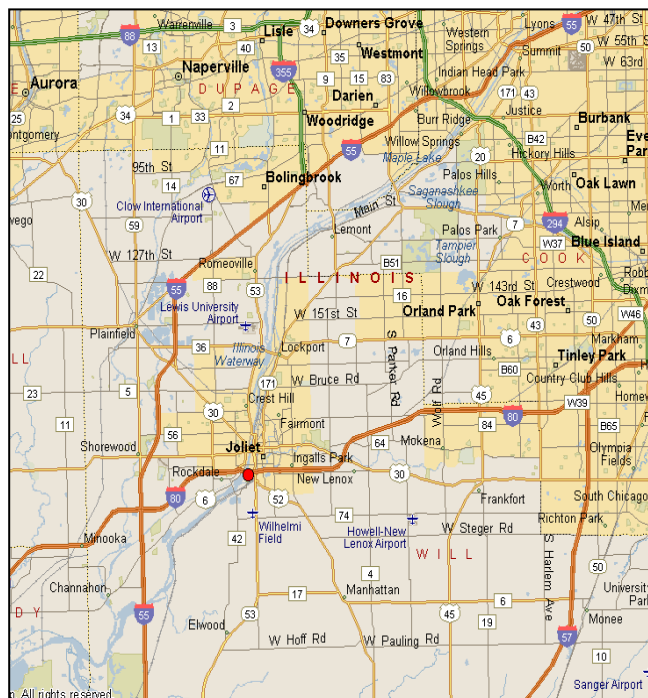 Warrenville
3
34
Downers Grove
Lyons
55
W 47th St
88
13
40
Lisle
35
Westmont
Western
Springs
Summit
W 55th St
50
W 63rd
Aurora
Naperville
355
9
15
83
Indian Head Park
DUPAGE
Darien
Willowbrook
171
43
25
34
2
1
33
Woodridge
Burr Ridge
Justice
Burbank
11
55
Willow Springs
B42
Maple Lake
20
Hickory Hills
95th St
67
Bolingbrook
Palos Hills
14
Worth
Oak Lawn
30
Clow International
Airport
Main St
Saganashkee
Slough
59
Lemont
Palos Park
7
294
Alsip
W 127th St
Tampier
Slough
W37
Blue Island
Romeoville
B51
COOK
22
88
53
ILLINOIS
W 143rd St
Crestwood
55
16
Oak Forest
Lewis University
Airport
W 151st St
Orland Park
43
50
W46
Plainfield
S Parker Rd
6
Markham
36
Illinois
Waterway
Lockport
7
Orland Hills
Tinley Park
B60
23
5
171
W Bruce Rd
Wolf Rd
45
Country Club Hills
30
Crest Hill
80
W39
11
56
Fairmont
84
B65
Shorewood
Joliet
64
Mokena
Olympia
Fields
Rockdale
Ingalls Park
New Lenox
30
80
6
52
Frankfort
South Chicago
Minooka
Wilhelmi
Field
74
Howell-New
Lenox Airport
W Steger Rd
Richton Park
42
WILL
S Harlem Ave
Channahon
4
50
17
Manhattan
6
University
Park
55
53
45
19
Monee
Elwood
57
W Hoff Rd
W Pauling Rd
10
Sanger Airport
All rights reserved.